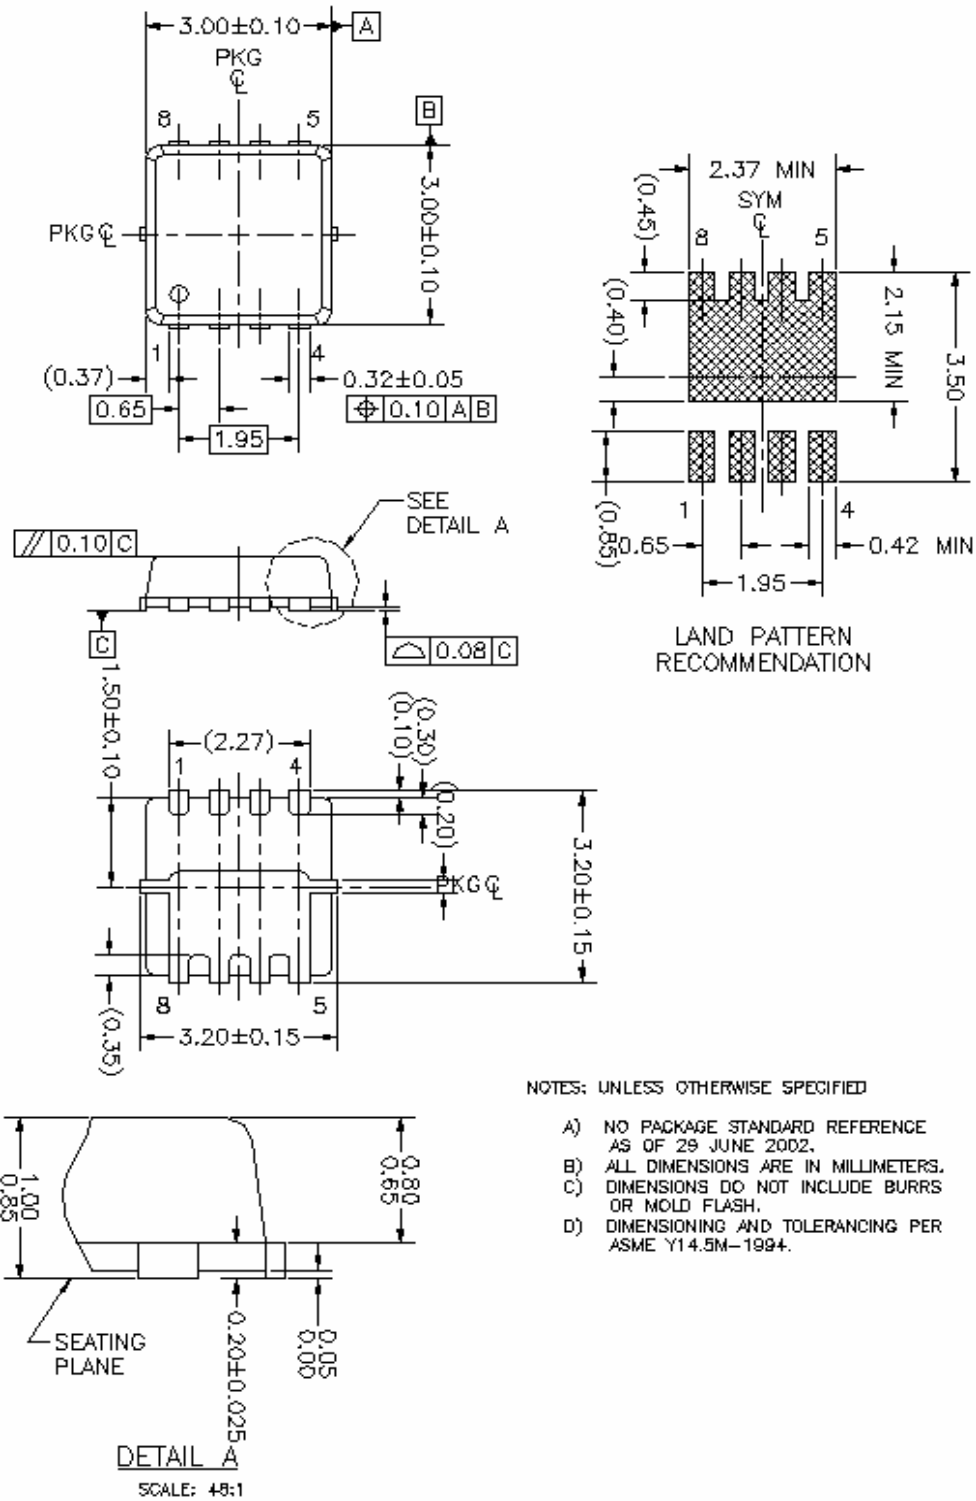 3.00±0.10
A
PKG
℄
B
8
5
3.00±0.10
PKG ℄
1
4
(0.37)
0.32±0.05
0.65
⌖ 0.10 A B
1.95
2.37 MIN
SYM
℄
(0.45)
8
5
(0.40)
2.15 MIN
3.50
(0.85)
1
4
0.65
0.42 MIN
1.95
LAND PATTERN
RECOMMENDATION
SEE
DETAIL A
// 0.10 C
C
⌓ 0.08 C
1.50±0.10
(2.27)
(0.10)
(0.30)
1
4
(0.20)
PKG ℄
3.20±0.15
8
5
(0.35)
3.20±0.15
NOTES: UNLESS OTHERWISE SPECIFIED
A) NO PACKAGE STANDARD REFERENCE
AS OF 29 JUNE 2002.
B) ALL DIMENSIONS ARE IN MILLIMETERS.
C) DIMENSIONS DO NOT INCLUDE BURRS
OR MOLD FLASH.
D) DIMENSIONING AND TOLERANCING PER
ASME Y14.5M-1994.
1.00
0.85
0.80
0.65
SEATING
PLANE
0.20±0.025
0.05
0.00
DETAIL A
SCALE: 48:1